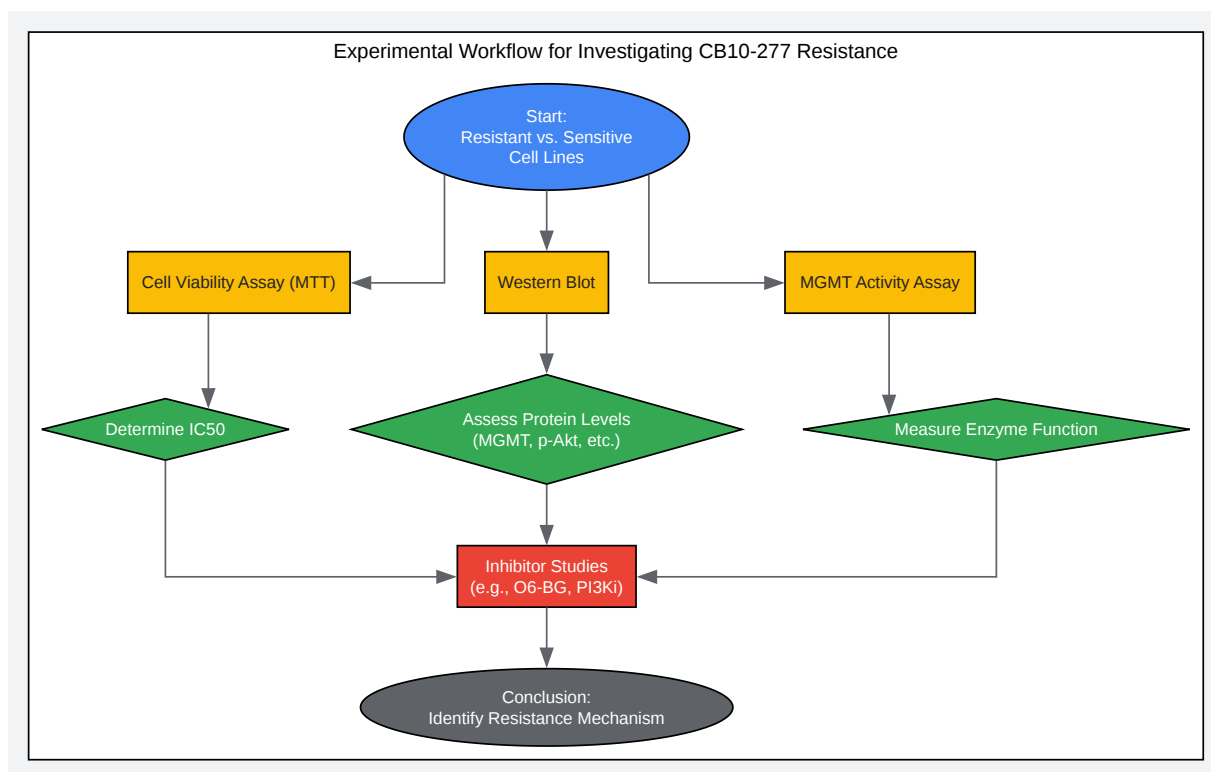 Experimental Workflow for Investigating CB10-277 Resistance
Start:
Resistant vs. Sensitive
Cell Lines
Cell Viability Assay (MTT)
Western Blot
MGMT Activity Assay
Determine IC50
Assess Protein Levels
(MGMT, p-Akt, etc.)
Measure Enzyme Function
Inhibitor Studies
(e.g., O6-BG, PI3Ki)
Conclusion:
Identify Resistance Mechanism